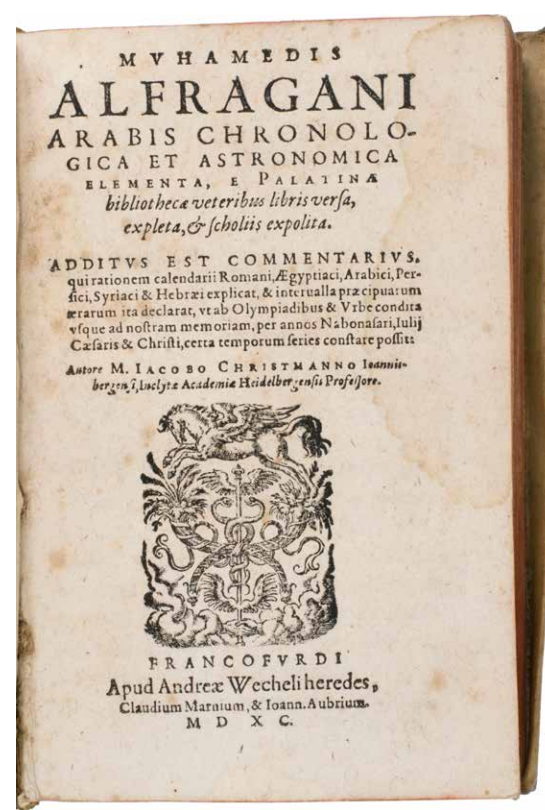 MVHAMEDIS
ALFRAGANI
ARABIS CHRONOLO-
GICA ET ASTRONOMICA
ELEMENTA, E PALATINÆ
bibliothecæ veteribus libris versa,
expleta, & scholiis expolita.
ADDITVS EST COMMENTARIVS,
qui rationem calendarii Romani, Ægyptiaci, Arabici, Per-
sici, Syriaci & Hebræi explicat, & interualla præcipuarum
ærarum ita declarat, vt ab Olympiadibus & Vrbe condita
vsque ad nostram memoriam, per annos Nabonasari, Iulij
Cæsaris & Christi, certa temporum series constare possit:
Autore M. IACOBO CHRISTMANNO Ioannis-
bergensi, Inclytæ Academiæ Heidelbergensis Professore.
FRANCOFVRDI
Apud Andreæ Wecheli heredes,
Claudium Marnium, & Ioann. Aubrium.
M D X C.